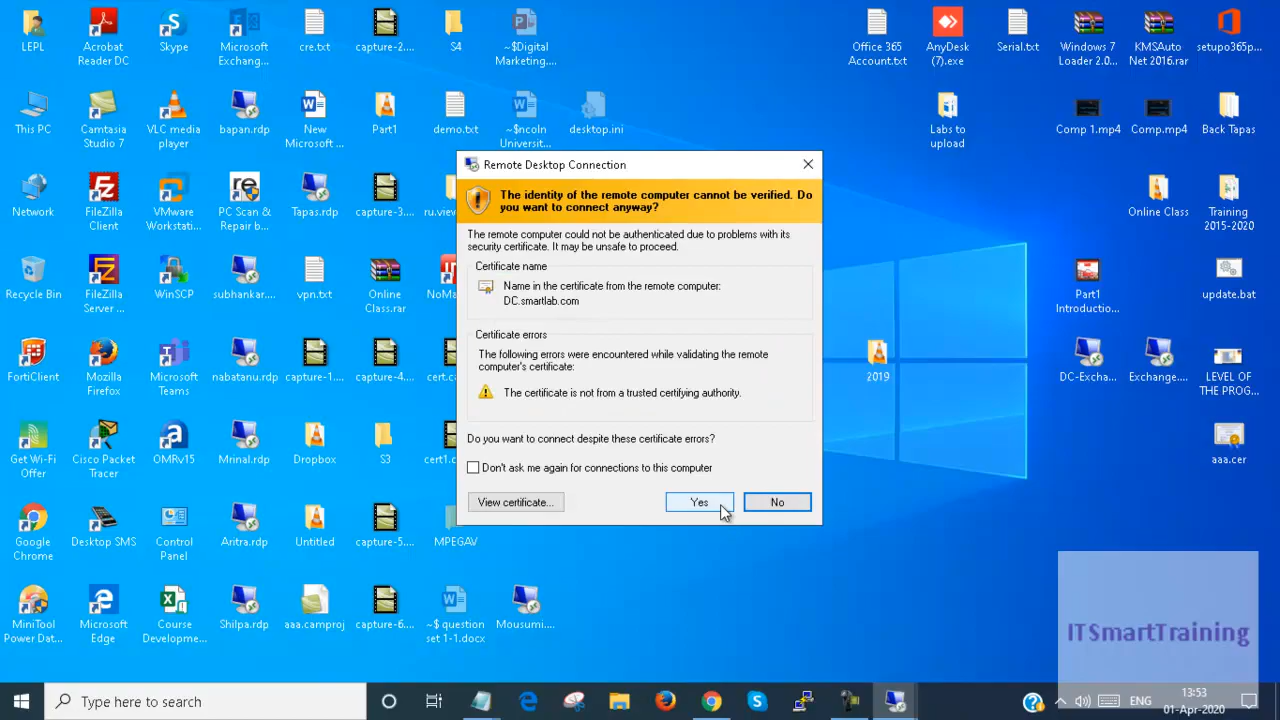 LEPL
Acrobat
Reader DC
Skype
Microsoft
Exchang...
cre.txt
capture-2....
S4
~$Digital
Marketing....
Office 365
Account.txt
AnyDesk
(7).exe
Serial.txt
Windows 7
Loader 2.0...
KMSAuto
Net 2016.rar
setupo365p...
This PC
Camtasia
Studio 7
VLC media
player
bapan.rdp
New
Microsoft ...
Part1
demo.txt
~$ncoln
Universit...
desktop.ini
Labs to
upload
Comp 1.mp4
Comp.mp4
Back Tapas
Network
FileZilla
Client
VMware
Workstati...
PC Scan &
Repair b...
Tapas.rdp
capture-3....
ru.view
Online Class
Training
2015-2020
Recycle Bin
FileZilla
Server ...
WinSCP
subhankar....
vpn.txt
Online
Class.rar
NoMa
Part1
Introductio...
update.bat
FortiClient
Mozilla
Firefox
Microsoft
Teams
nabatanu.rdp
capture-1....
capture-4....
cert.c
2019
DC-Excha...
Exchange....
LEVEL OF
THE PROG...
Get Wi-Fi
Offer
Cisco Packet
Tracer
OMRv15
Mrinal.rdp
Dropbox
S3
cert1.c
aaa.cer
Google
Chrome
Desktop SMS
Control
Panel
Aritra.rdp
Untitled
capture-5....
MPEGAV
MiniTool
Power Dat...
Microsoft
Edge
Course
Developme...
Shilpa.rdp
aaa.camproj
capture-6....
~$ question
set 1-1.docx
Mousumi....
Remote Desktop Connection
The identity of the remote computer cannot be verified. Do
you want to connect anyway?
The remote computer could not be authenticated due to problems with its
security certificate. It may be unsafe to proceed.
Certificate name
Name in the certificate from the remote computer:
DC.smartlab.com
Certificate errors
The following errors were encountered while validating the remote
computer's certificate:
The certificate is not from a trusted certifying authority.
Do you want to connect despite these certificate errors?
Don't ask me again for connections to this computer
View certificate...
Yes
No
ITSmartTraining
Type here to search
ENG
13:53
01-Apr-2020